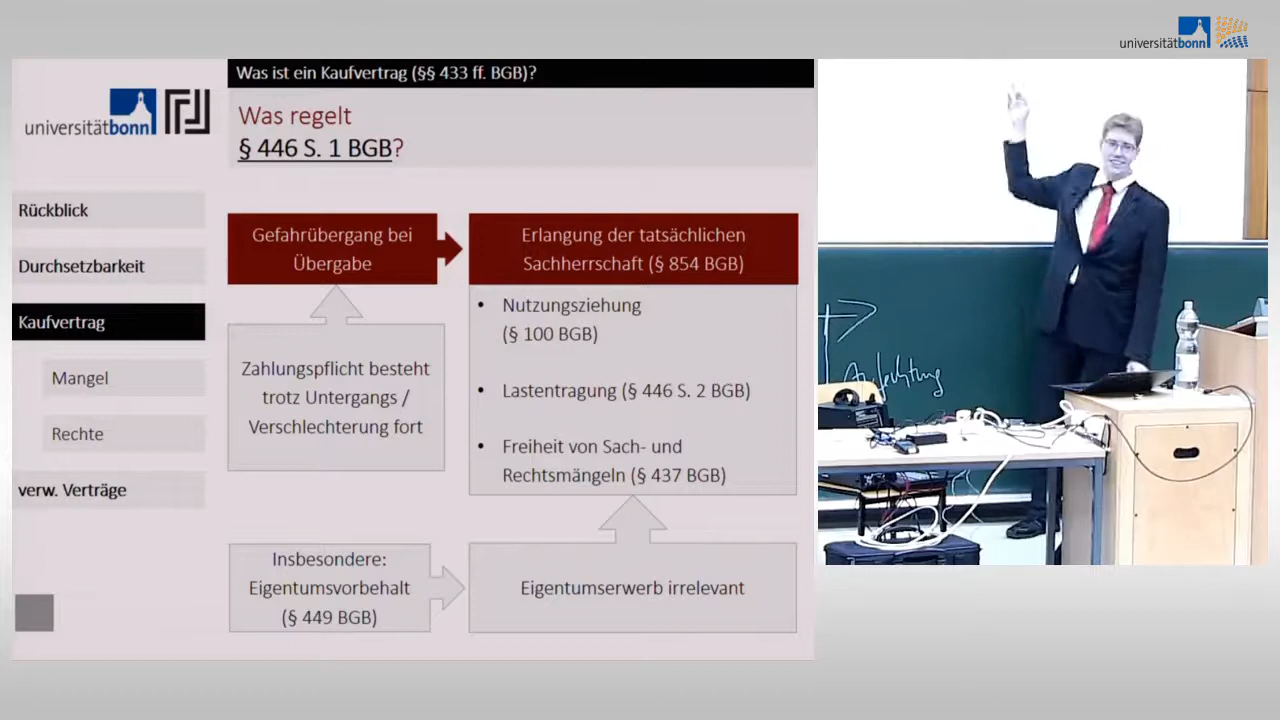 universitätbonn
Was ist ein Kaufvertrag (§§ 433 ff. BGB)?
universitätbonn
Was regelt
§ 446 S. 1 BGB?
Rückblick
Durchsetzbarkeit
Kaufvertrag
Mangel
Rechte
verw. Verträge
Gefahrübergang bei
Übergabe
Erlangung der tatsächlichen
Sachherrschaft (§ 854 BGB)
Zahlungspflicht besteht
trotz Untergangs /
Verschlechterung fort
• Nutzungsziehung
(§ 100 BGB)
• Lastentragung (§ 446 S. 2 BGB)
• Freiheit von Sach- und
Rechtsmängeln (§ 437 BGB)
Insbesondere:
Eigentumsvorbehalt
(§ 449 BGB)
Eigentumserwerb irrelevant
Anfechtung